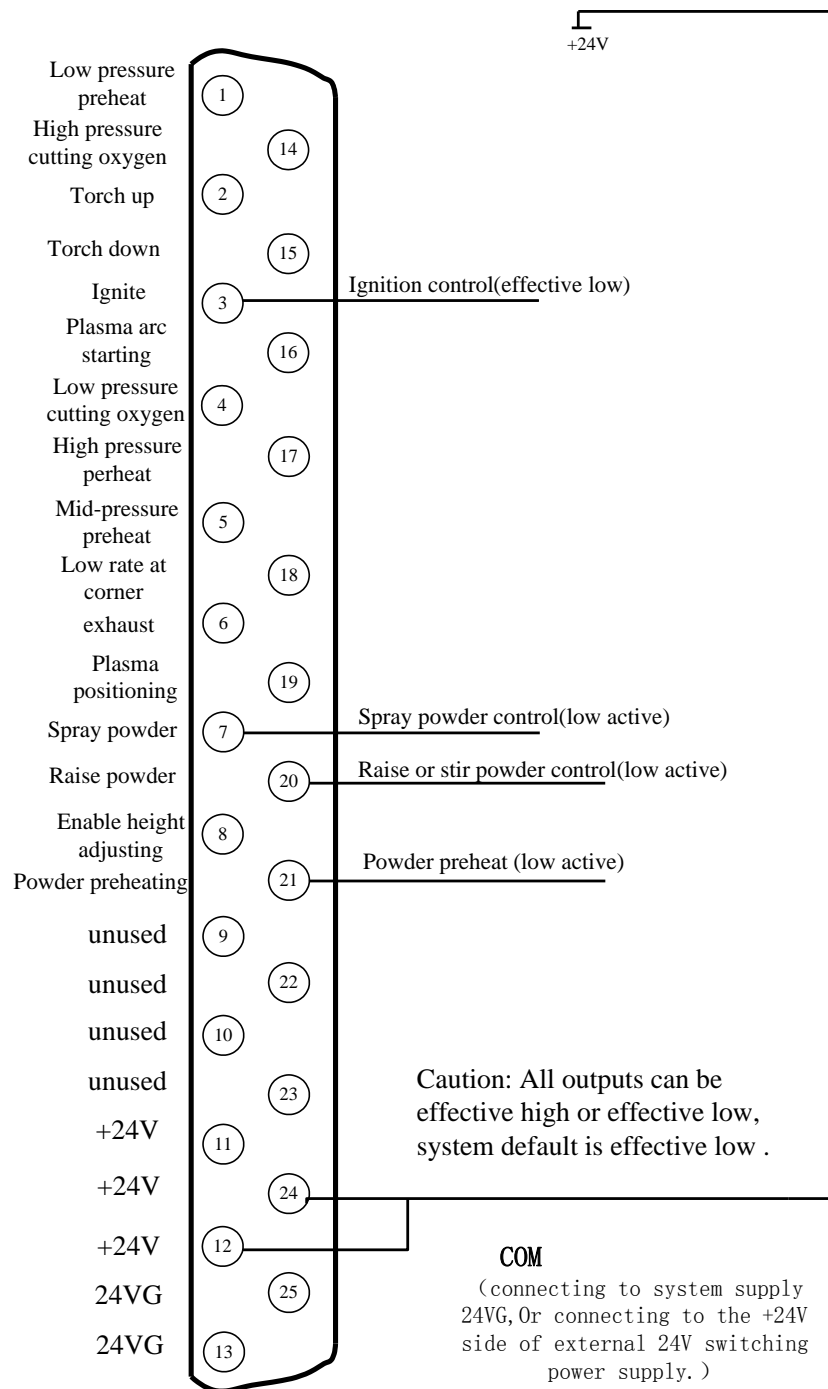 +24V
Low pressure
preheat
1
High pressure
cutting oxygen
14
Torch up
2
Torch down
15
Ignite
3
Ignition control(effective low)
Plasma arc
starting
16
Low pressure
cutting oxygen
4
High pressure
perheat
17
Mid-pressure
preheat
5
Low rate at
corner
18
exhaust
6
Plasma
positioning
19
Spray powder
7
Spray powder control(low active)
Raise powder
20
Raise or stir powder control(low active)
Enable height
adjusting
8
Powder preheating
21
Powder preheat (low active)
unused
9
unused
22
unused
10
unused
23
Caution: All outputs can be
effective high or effective low,
system default is effective low .
+24V
11
+24V
24
+24V
12
24VG
25
24VG
13
COM
（connecting to system supply
24VG,Or connecting to the +24V
side of external 24V switching
power supply.）